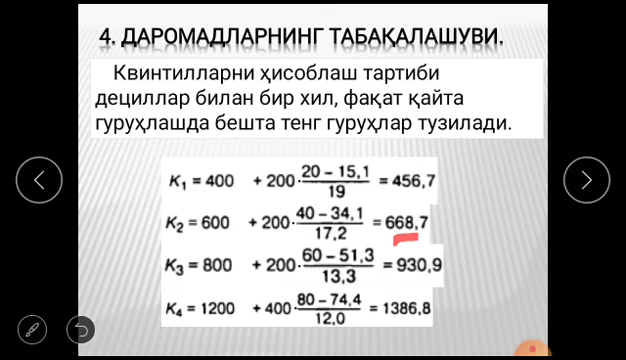 4. ДАРОМАДЛАРНИНГ ТАБАҚАЛАШУВИ.
Квинтилларни ҳисоблаш тартиби
дециллар билан бир хил, фақат қайта
гуруҳлашда бешта тенг гуруҳлар тузилади.
K₁ = 400 + 200·(20 – 15,1)/19 = 456,7
K₂ = 600 + 200·(40 – 34,1)/17,2 = 668,7
K₃ = 800 + 200·(60 – 51,3)/13,3 = 930,9
K₄ = 1200 + 400·(80 – 74,4)/12,0 = 1386,8